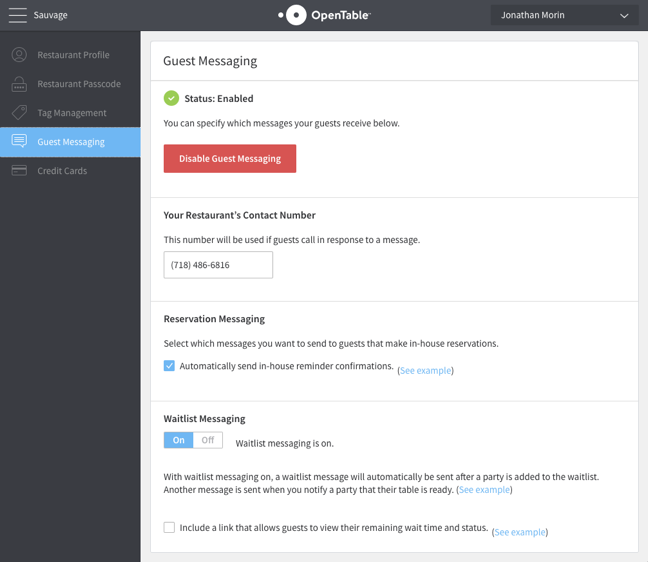 Sauvage
OpenTable™
Jonathan Morin
Restaurant Profile
Restaurant Passcode
Tag Management
Guest Messaging
Credit Cards
Guest Messaging
Status: Enabled
You can specify which messages your guests receive below.
Disable Guest Messaging
Your Restaurant's Contact Number
This number will be used if guests call in response to a message.
(718) 486-6816
Reservation Messaging
Select which messages you want to send to guests that make in-house reservations.
Automatically send in-house reminder confirmations. (See example)
Waitlist Messaging
On Off Waitlist messaging is on.
With waitlist messaging on, a waitlist message will automatically be sent after a party is added to the waitlist.
Another message is sent when you notify a party that their table is ready. (See example)
Include a link that allows guests to view their remaining wait time and status. (See example)